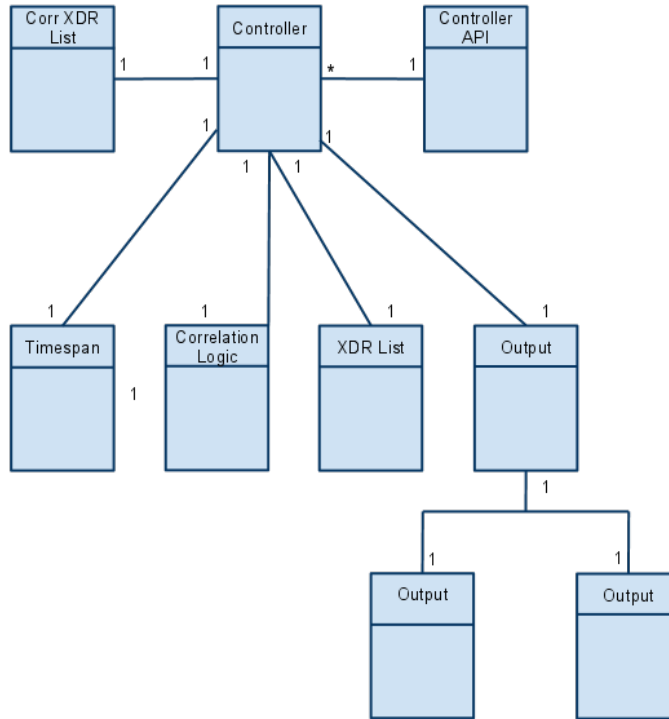 Corr XDR
List
Controller
Controller
API
1
1
*
1
1
1
1
1
1
1
1
1
Timespan
Correlation
Logic
XDR List
Output
1
1
1
1
Output
Output